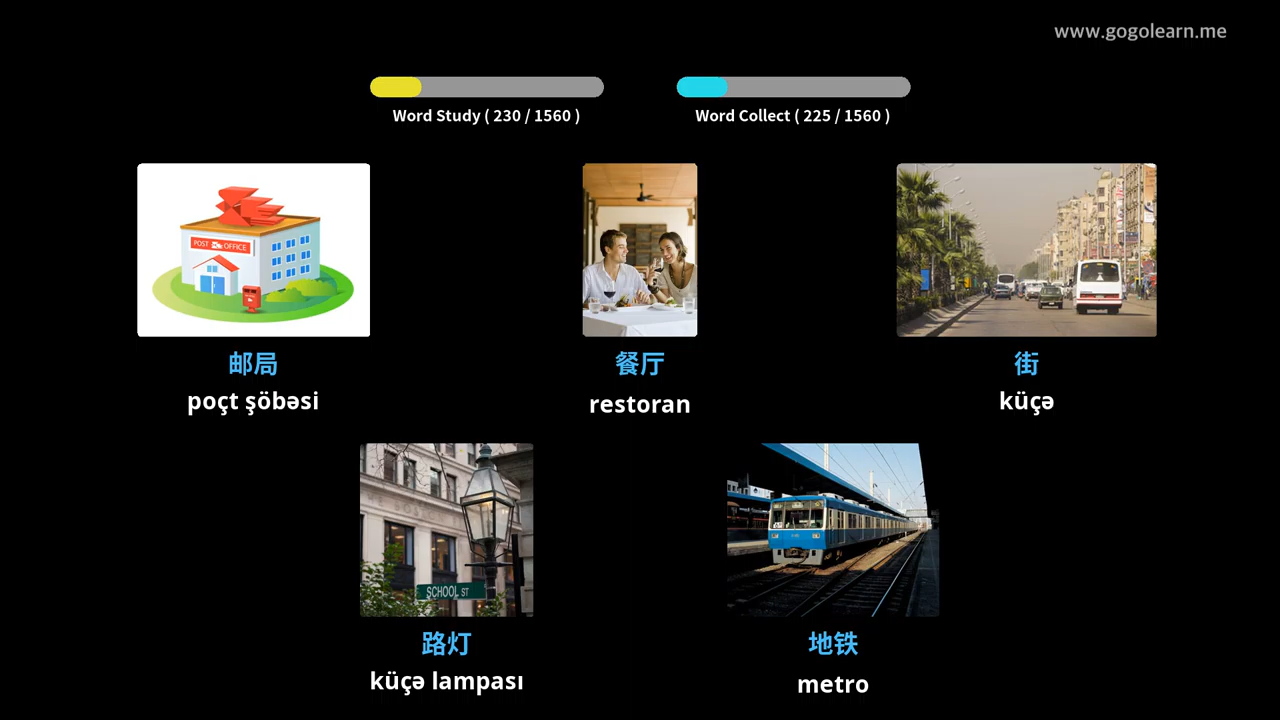 www.gogolearn.me
Word Study ( 230 / 1560 )
Word Collect ( 225 / 1560 )
POST OFFICE
邮局
poçt şöbəsi
餐厅
restoran
街
küçə
SCHOOL ST
路灯
küçə lampası
地铁
metro